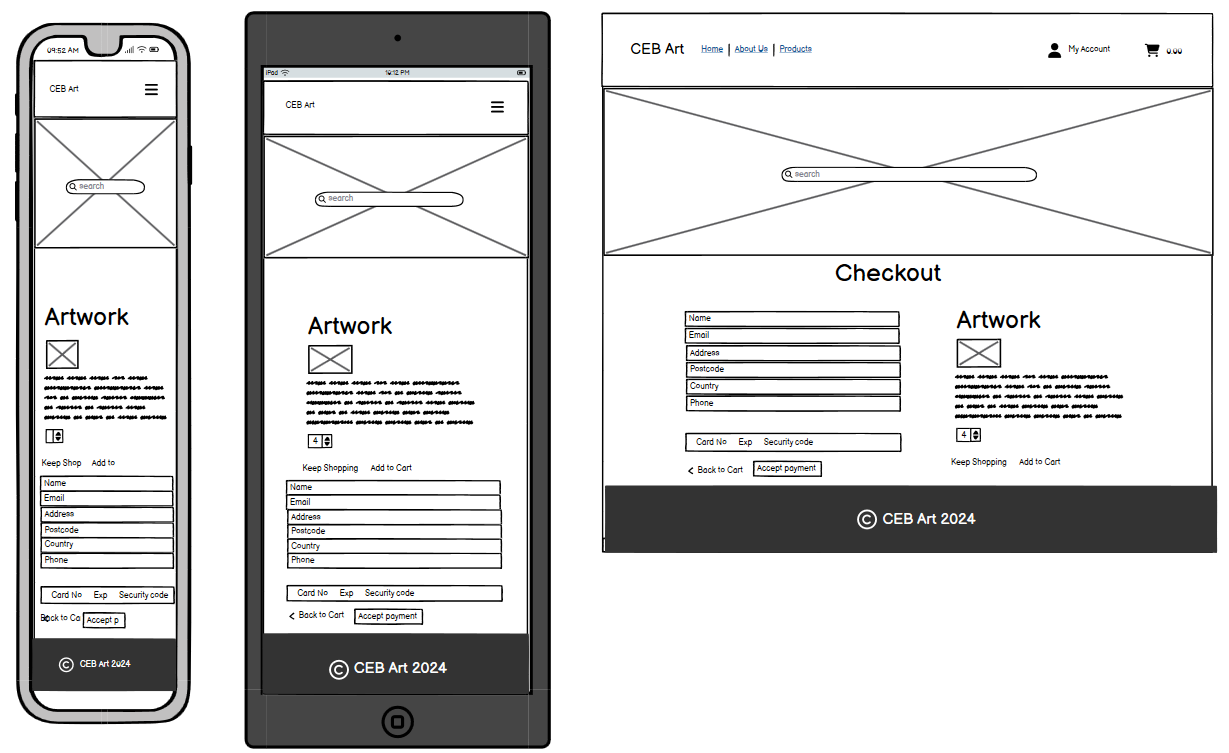 09:52 AM
CEB Art
search
Artwork
Keep Shop Add to
Name
Email
Address
Postcode
Country
Phone
Card No Exp Security code
Back to Ca Accept p
© CEB Art 2024
iPad 10:12 PM
CEB Art
search
Artwork
4
Keep Shopping Add to Cart
Name
Email
Address
Postcode
Country
Phone
Card No Exp Security code
< Back to Cart Accept payment
© CEB Art 2024
CEB Art Home | About Us | Products My Account 0.00
search
Checkout
Name
Email
Address
Postcode
Country
Phone
Card No Exp Security code
< Back to Cart Accept payment
Artwork
4
Keep Shopping Add to Cart
© CEB Art 2024